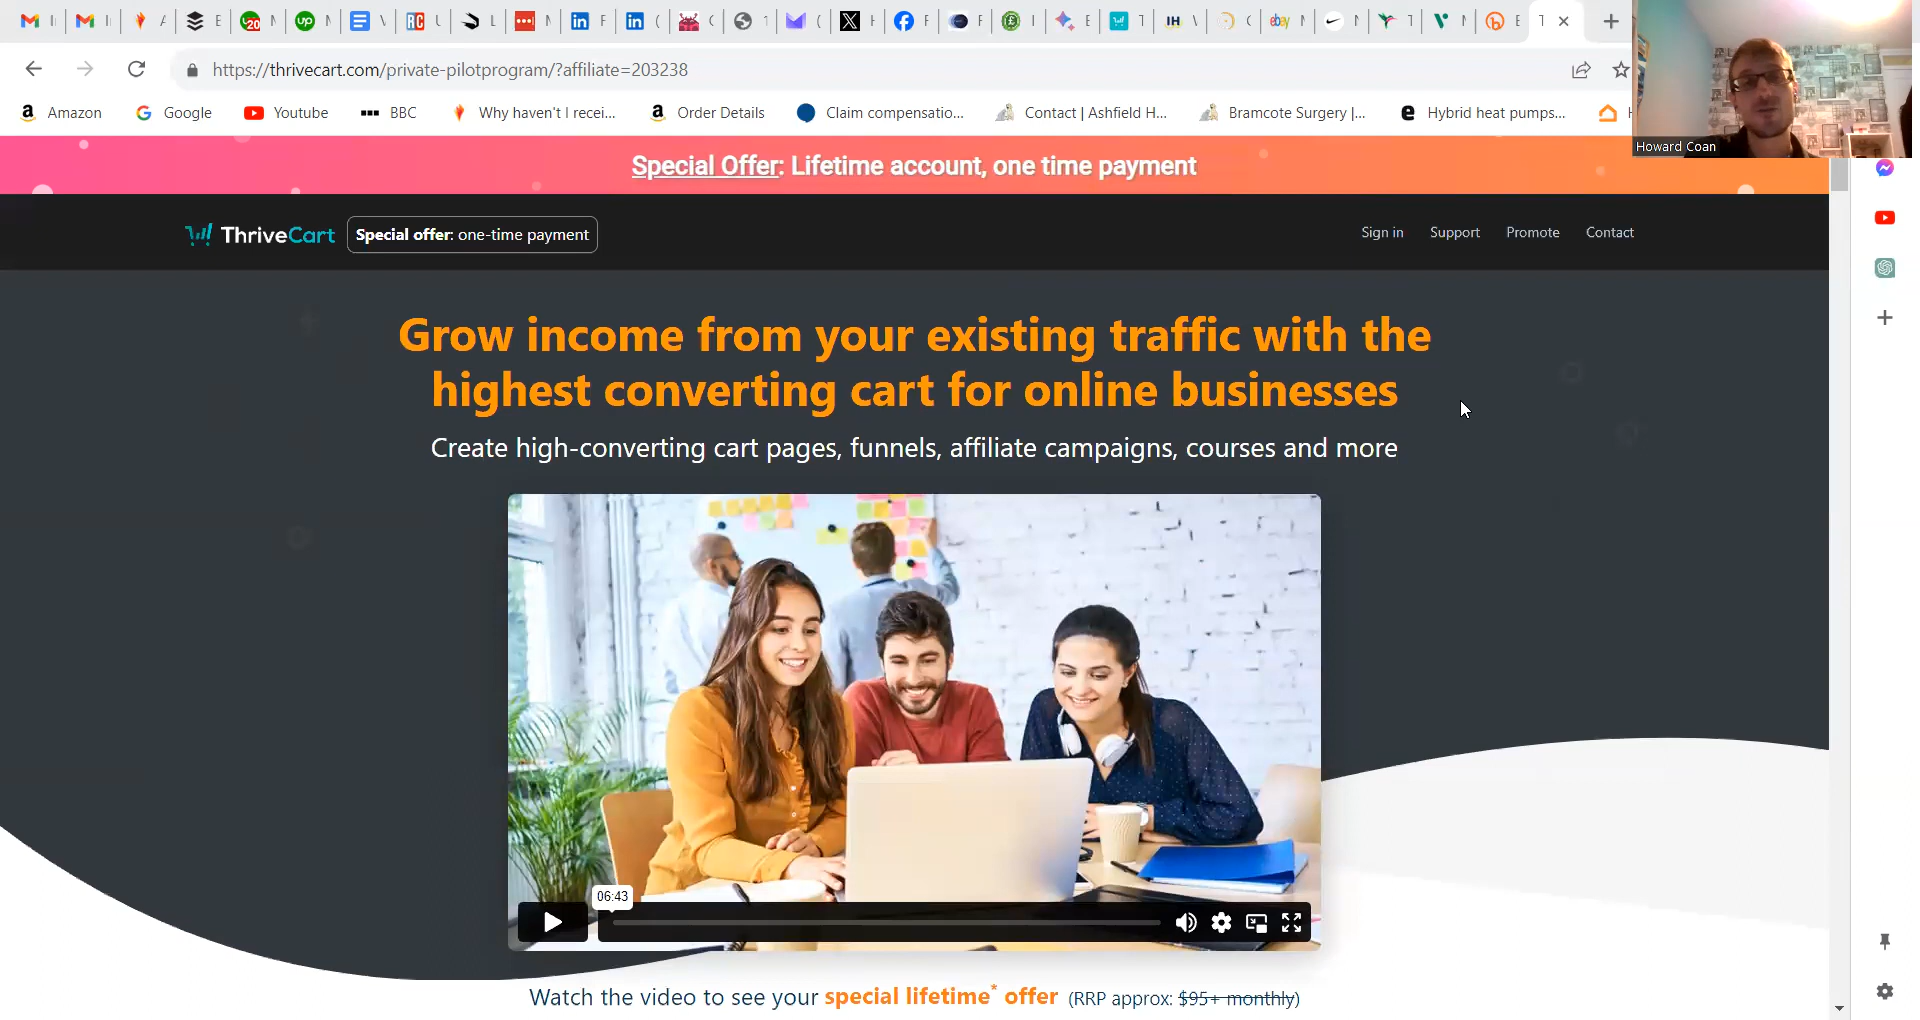 https://thrivecart.com/private-pilotprogram/?affiliate=203238
Amazon Google Youtube BBC Why haven't I recei... Order Details Claim compensatio... Contact | Ashfield H... Bramcote Surgery |... Hybrid heat pumps...
Howard Coan
Special Offer: Lifetime account, one time payment
ThriveCart Special offer: one-time payment Sign in Support Promote Contact
Grow income from your existing traffic with the
highest converting cart for online businesses
Create high-converting cart pages, funnels, affiliate campaigns, courses and more
06:43
Watch the video to see your special lifetime* offer (RRP approx: $95+ monthly)